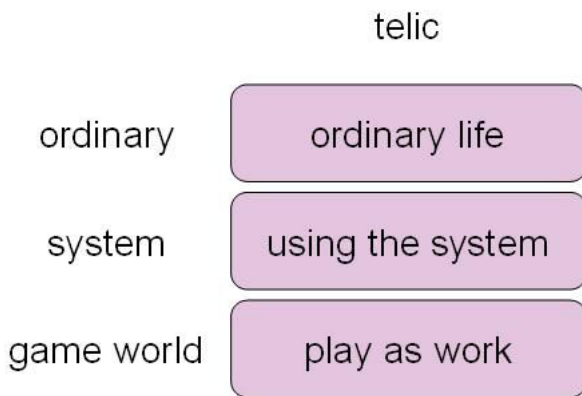 telic
ordinary ordinary life
system using the system
game world play as work